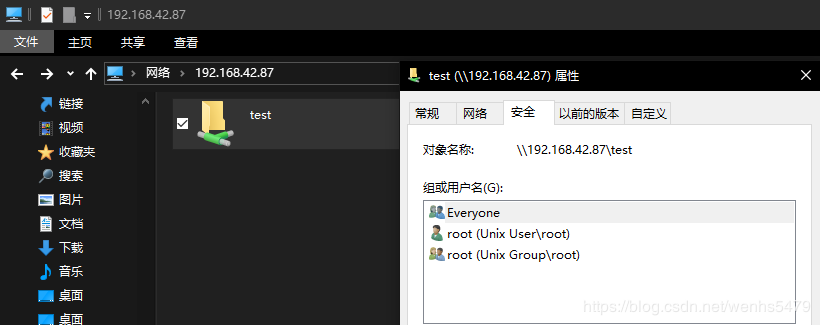 192.168.42.87
文件 主页 共享 查看
网络 192.168.42.87
链接
视频
收藏夹
搜索
图片
文档
下载
音乐
桌面
桌面
test
test (\\192.168.42.87) 属性
常规 网络 安全 以前的版本 自定义
对象名称: \\192.168.42.87\test
组或用户名(G):
Everyone
root (Unix User\root)
root (Unix Group\root)
https://blog.csdn.net/wenhs5479